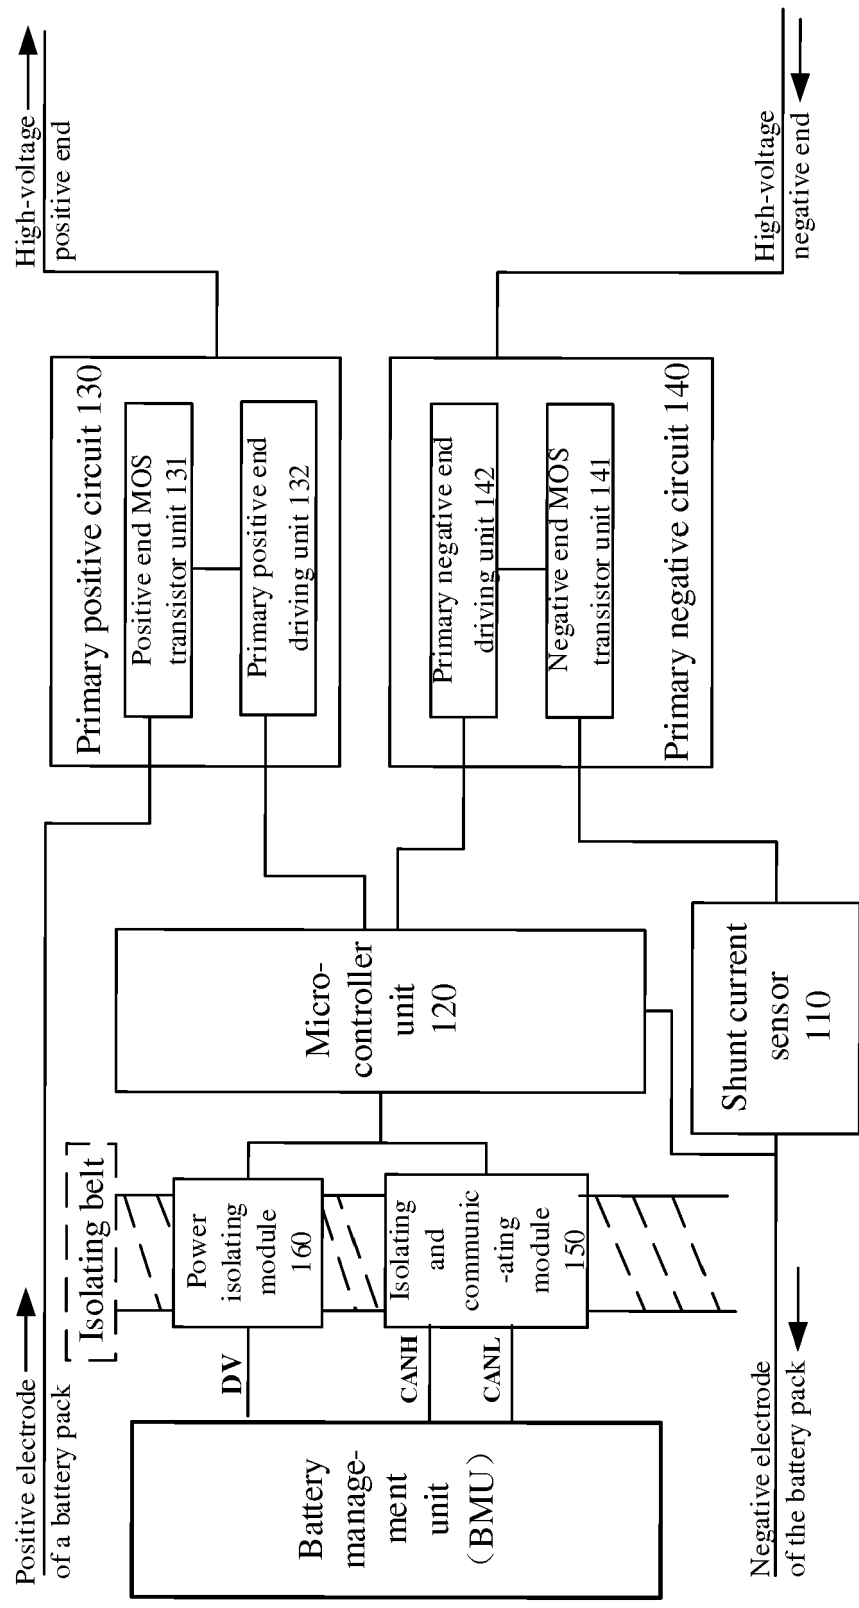 Positive electrode
of a battery pack
High-voltage
positive end
Isolating belt
Battery
manage-
ment
unit
（BMU）
DV
CANH
CANL
Power
isolating
module
160
Isolating
and
communic
-ating
module
150
Micro-
controller
unit
120
Primary positive circuit 130
Positive end MOS
transistor unit 131
Primary positive end
driving unit 132
Primary negative end
driving unit 142
Negative end MOS
transistor unit 141
Primary negative circuit 140
Shunt current
sensor
110
Negative electrode
of the battery pack
High-voltage
negative end